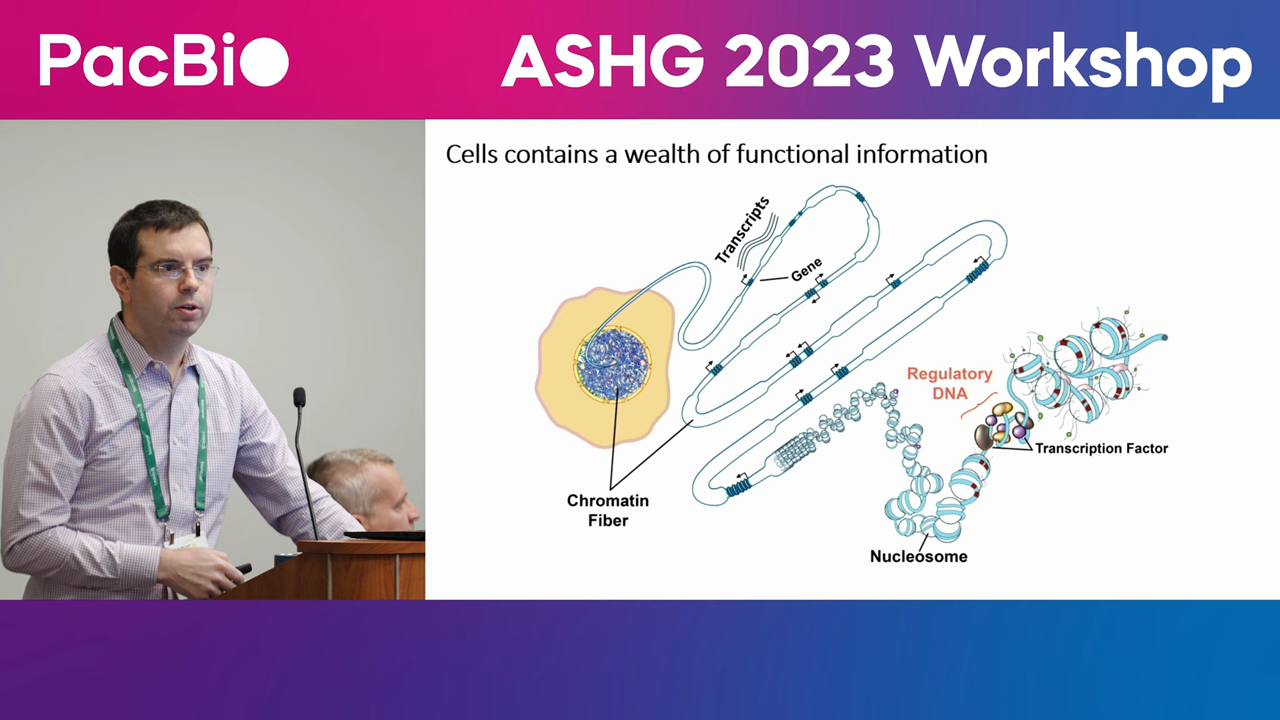 PacBio
ASHG 2023 Workshop
Cells contains a wealth of functional information
Transcripts
Gene
Regulatory
DNA
Transcription Factor
Chromatin
Fiber
Nucleosome